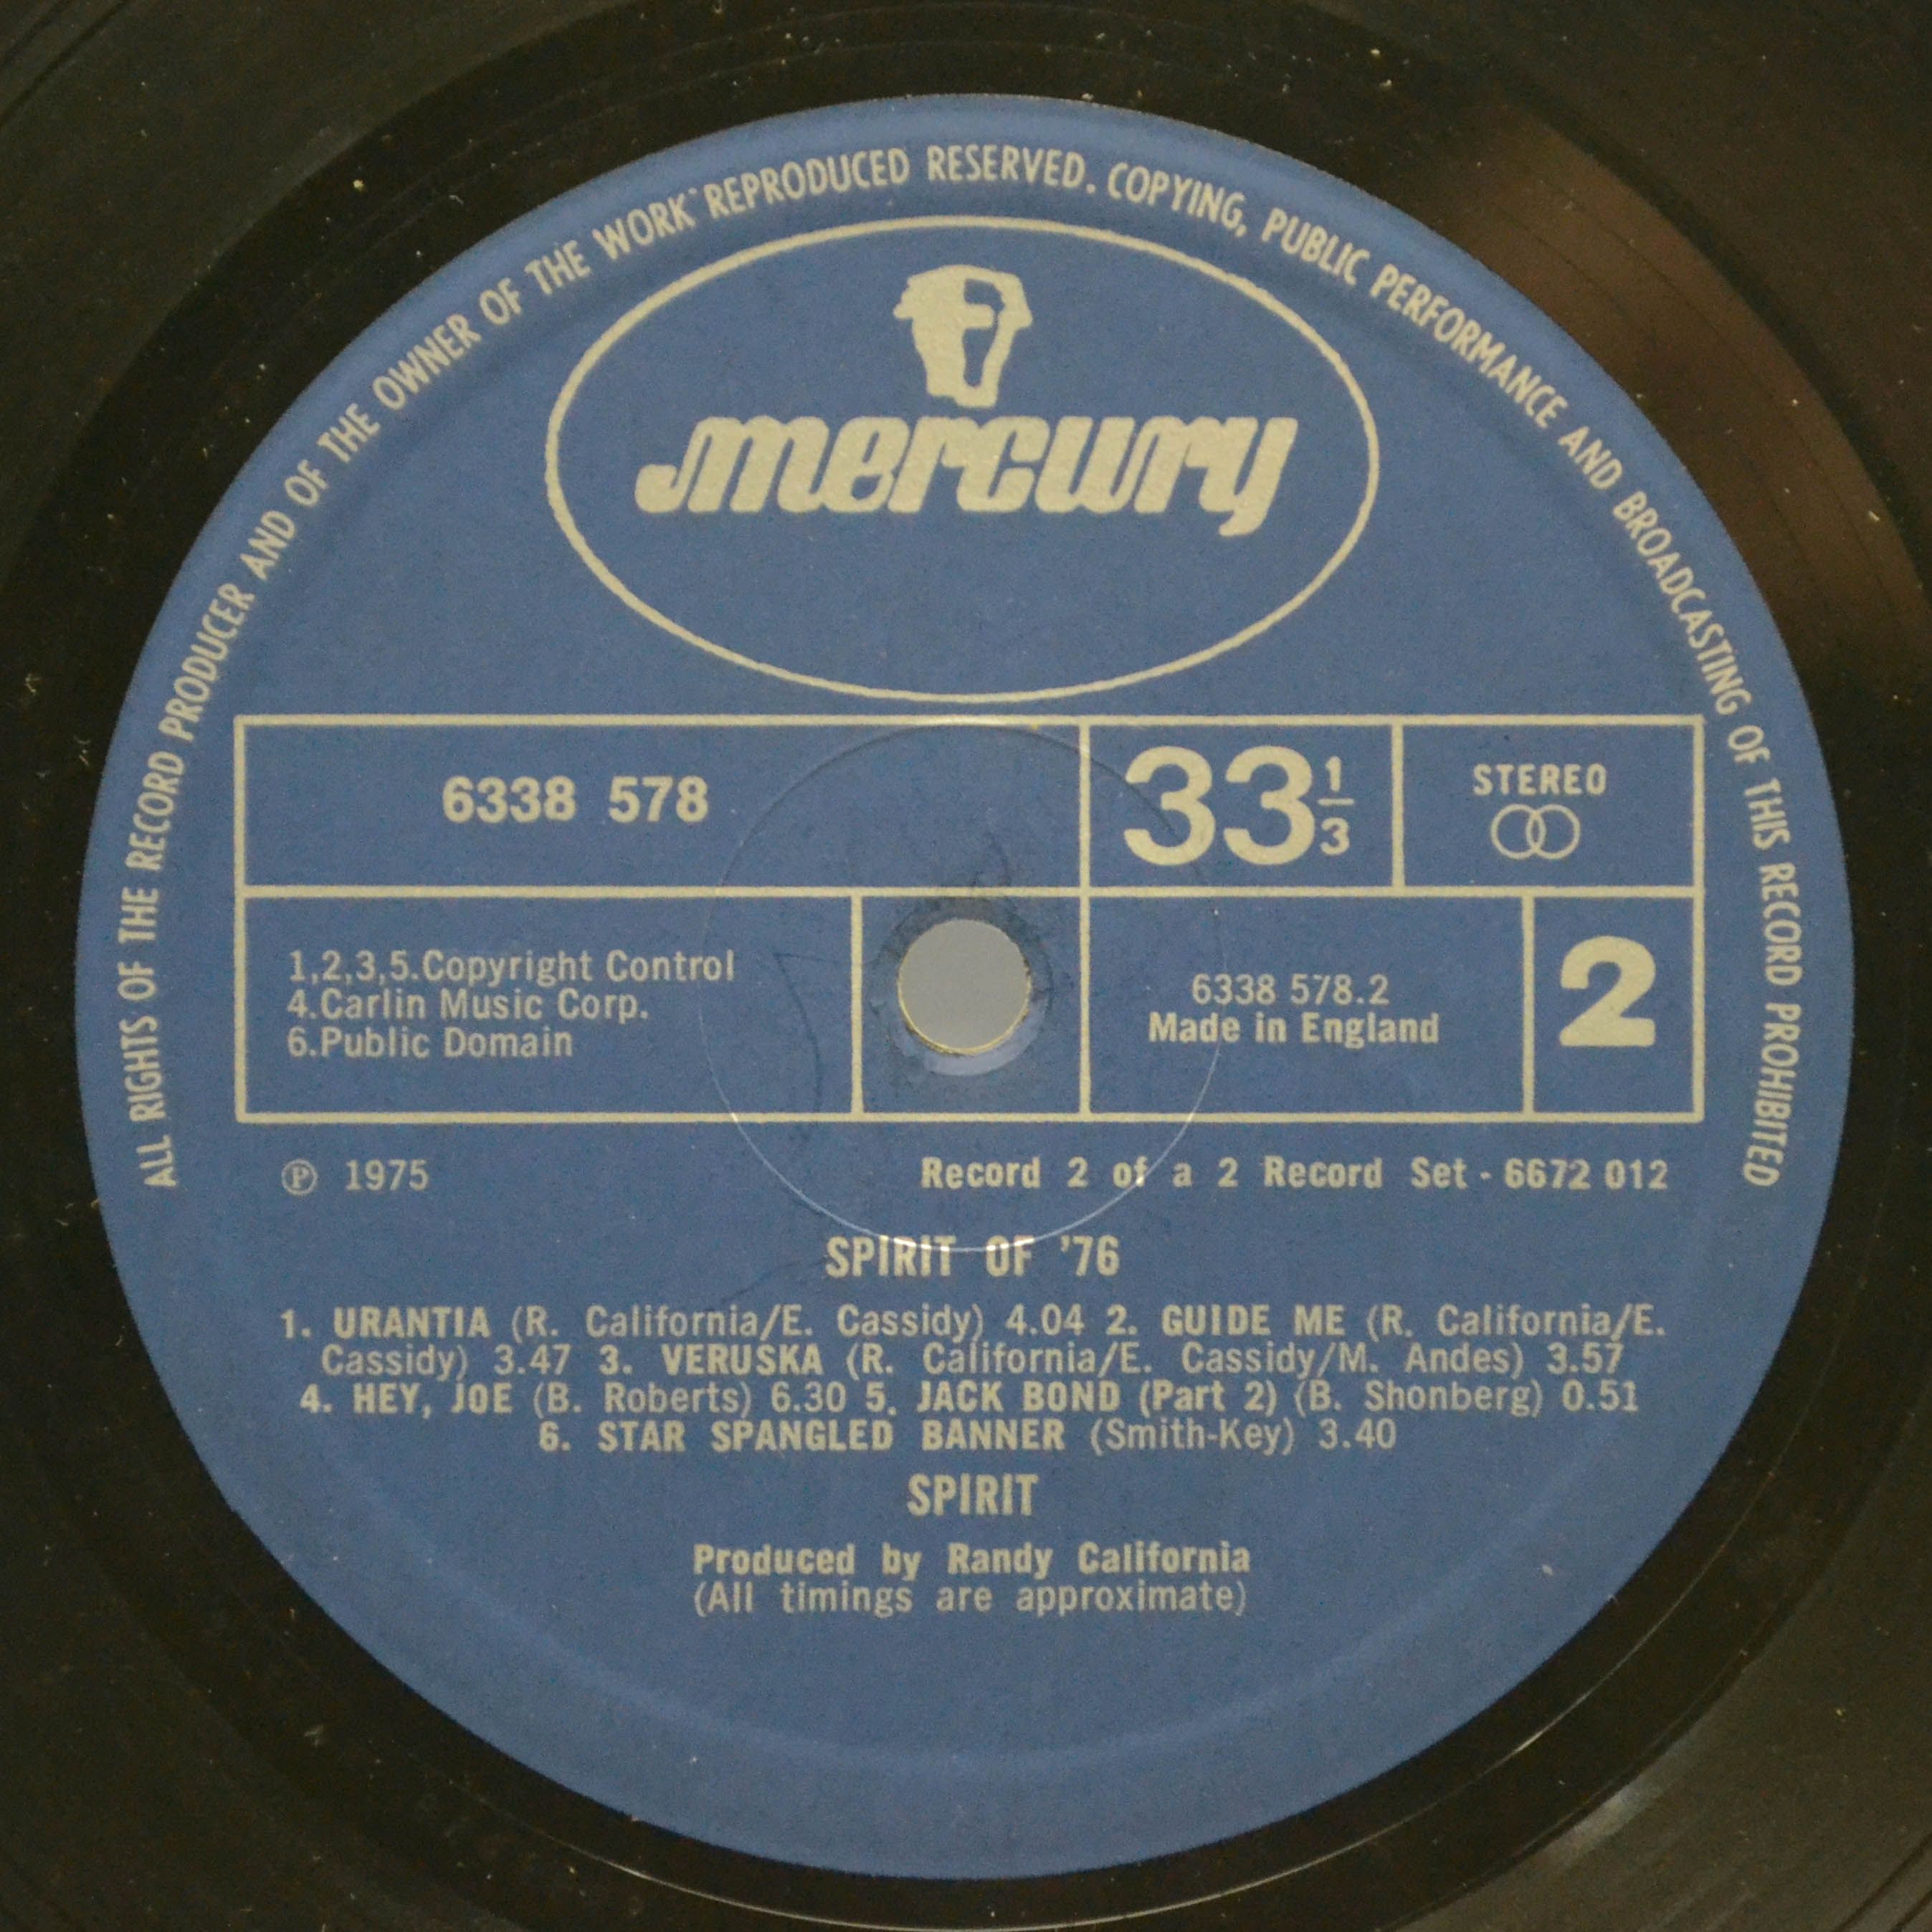 ALL RIGHTS OF THE RECORD PRODUCER AND OF THE OWNER OF THE WORK REPRODUCED RESERVED. COPYING, PUBLIC PERFORMANCE AND BROADCASTING OF THIS RECORD PROHIBITED
mercury
6338 578
33 1/3
STEREO
1,2,3,5.Copyright Control
4.Carlin Music Corp.
6.Public Domain
6338 578.2
Made in England
2
℗ 1975
Record 2 of a 2 Record Set - 6672 012
SPIRIT OF '76
1. URANTIA (R. California/E. Cassidy) 4.04 2. GUIDE ME (R. California/E.
Cassidy) 3.47 3. VERUSKA (R. California/E. Cassidy/M. Andes) 3.57
4. HEY, JOE (B. Roberts) 6.30 5. JACK BOND (Part 2) (B. Shonberg) 0.51
6. STAR SPANGLED BANNER (Smith-Key) 3.40
SPIRIT
Produced by Randy California
(All timings are approximate)